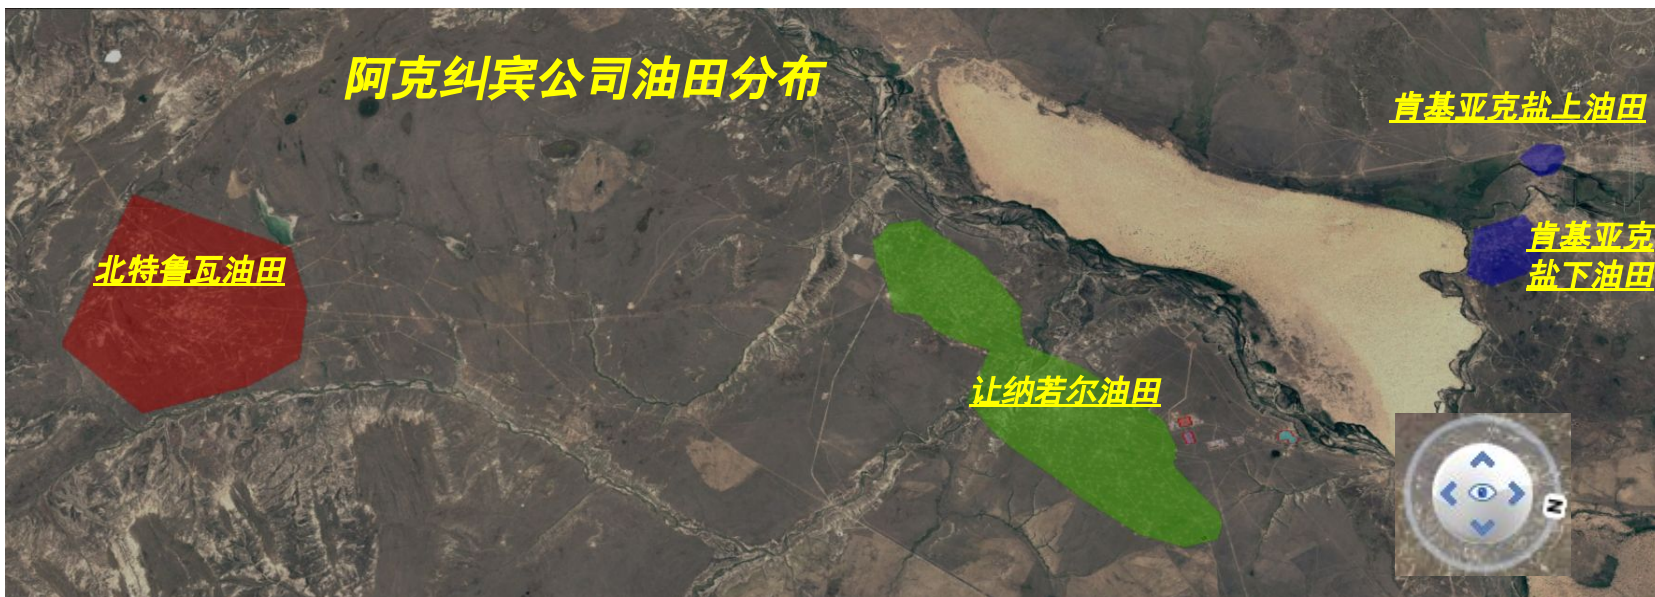 阿克纠宾公司油田分布
肯基亚克盐上油田
肯基亚克
盐下油田
北特鲁瓦油田
让纳若尔油田
N